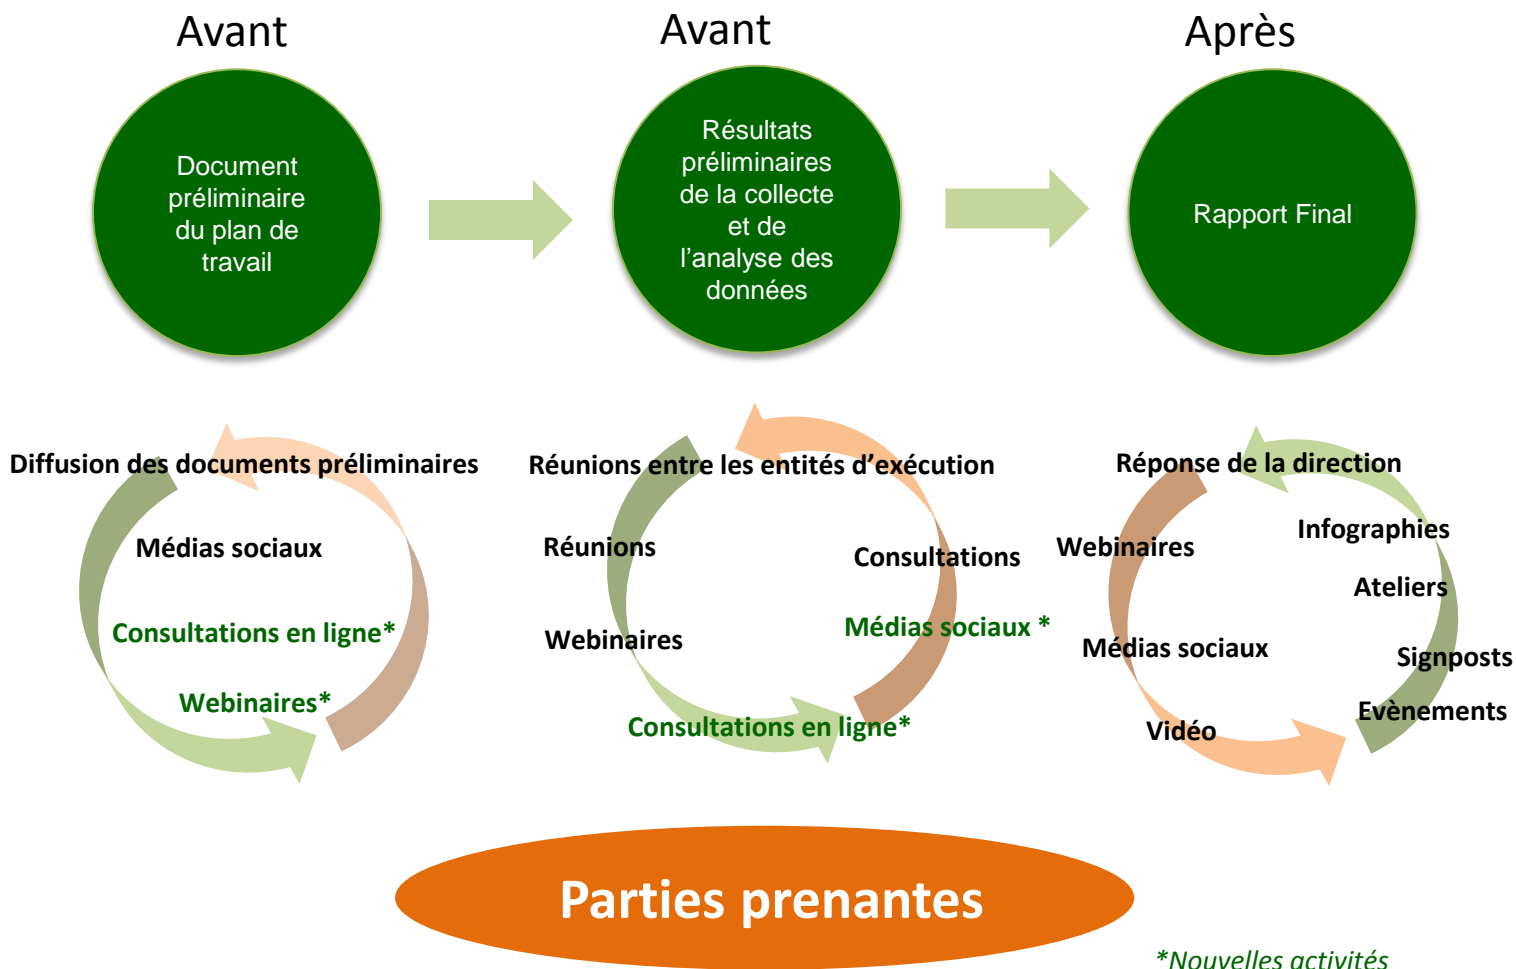 Avant
Avant
Après
Document
préliminaire
du plan de
travail
Résultats
préliminaires
de la collecte
et de
l’analyse des
données
Rapport Final
Diffusion des documents préliminaires
Médias sociaux
Consultations en ligne*
Webinaires*
Réunions entre les entités d’exécution
Réunions
Consultations
Webinaires
Médias sociaux *
Consultations en ligne*
Réponse de la direction
Infographies
Webinaires
Ateliers
Médias sociaux
Signposts
Evènements
Vidéo
Parties prenantes
*Nouvelles activités